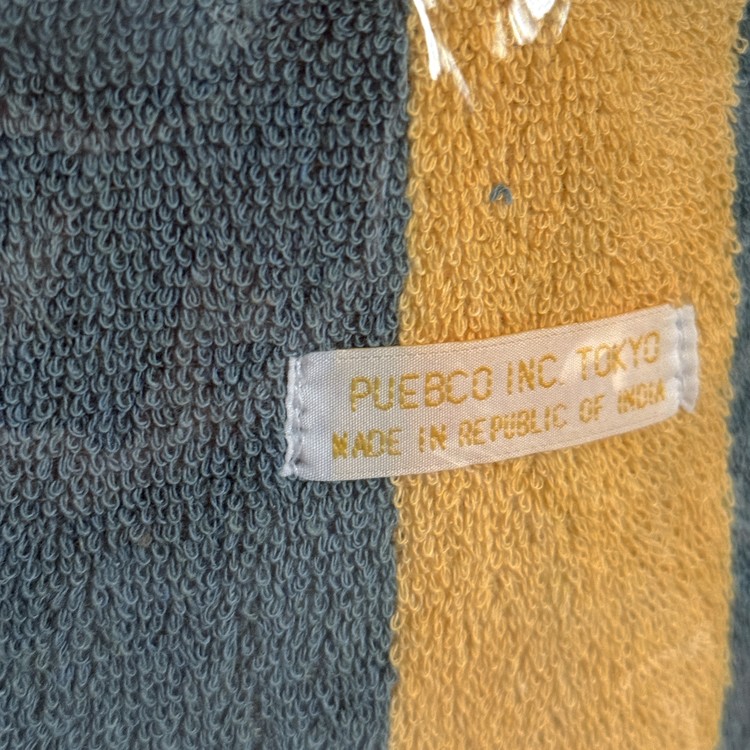 PUEBCO INC. TOKYO
MADE IN REPUBLIC OF INDIA